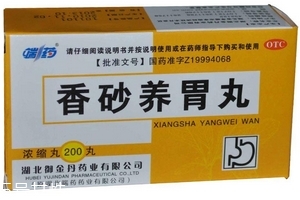 瑞药
请仔细阅读说明书并按说明使用或在药师指导下购买和使用
【批准文号】国药准字Z19994068
OTC
香砂养胃丸
XIANGSHA YANGWEI WAN
浓缩丸 200丸
湖北御金丹药业有限公司
HUBEI YUJINDAN PHARMACEUTICAL CO.,LTD